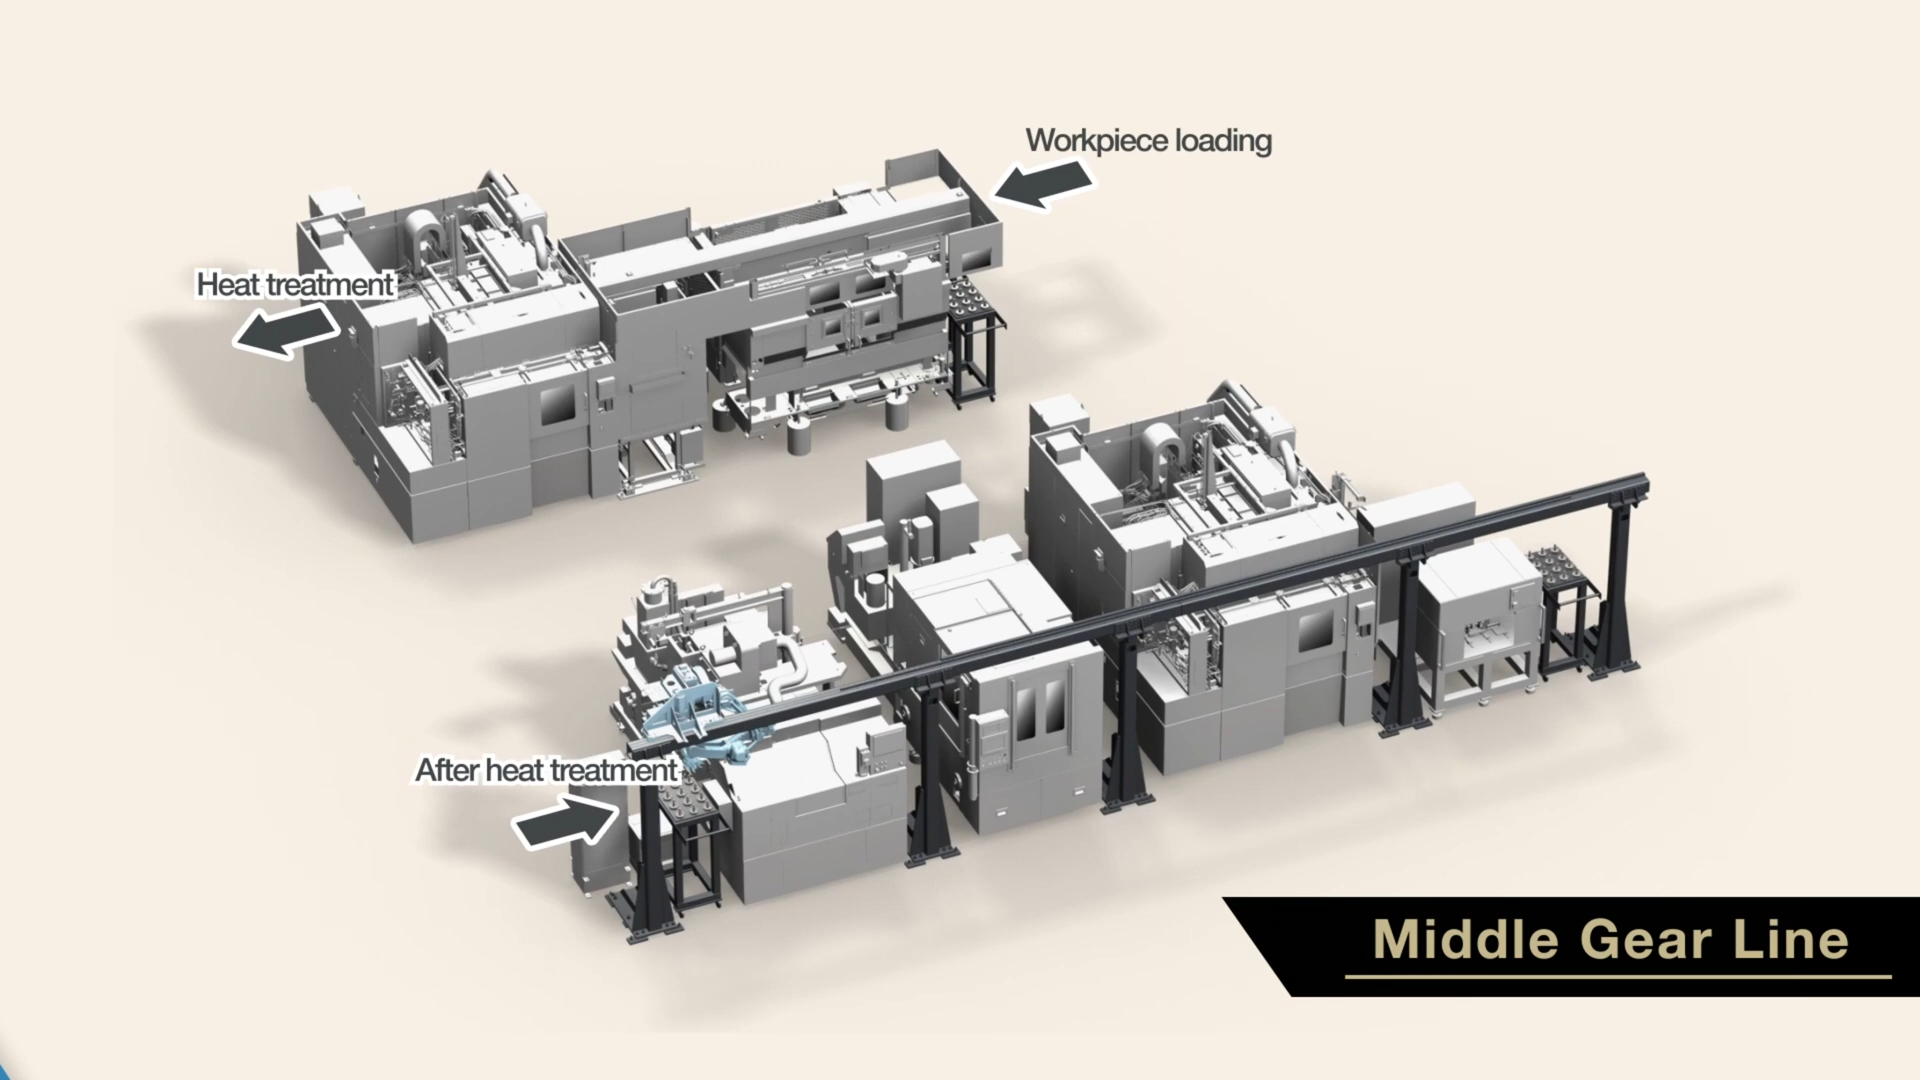 Workpiece loading
Heat treatment
After heat treatment
Middle Gear Line